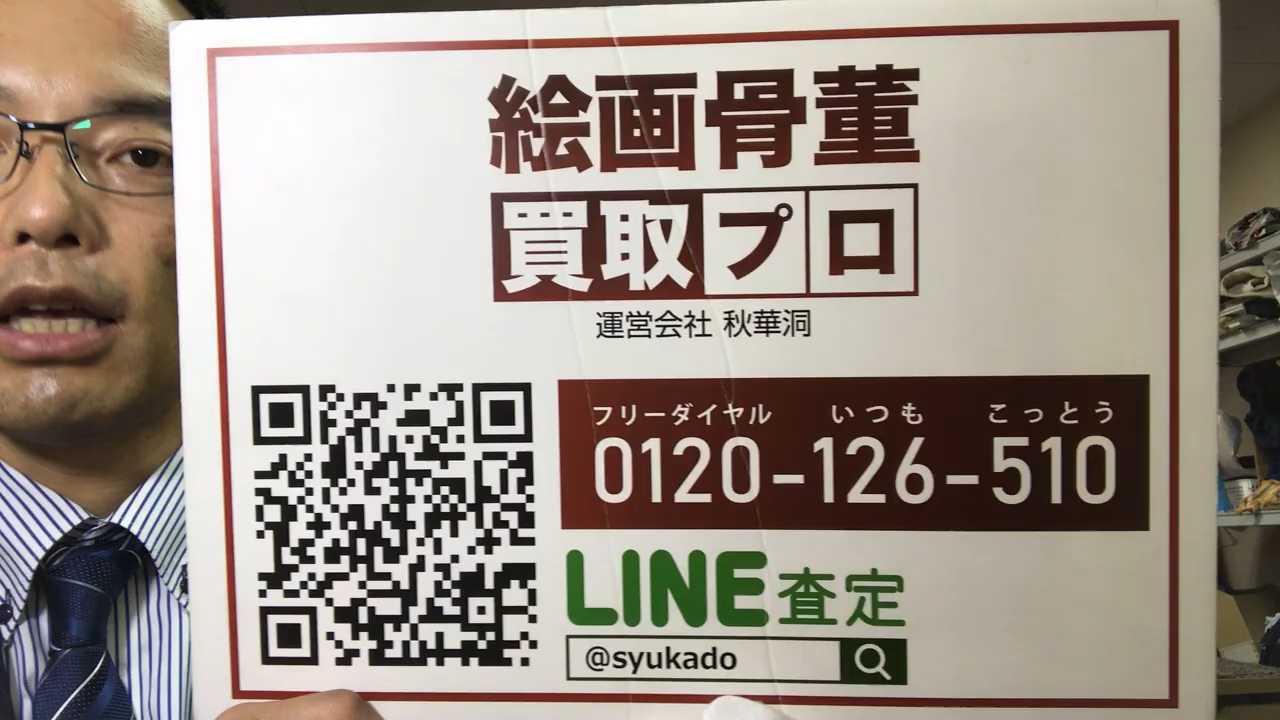 絵画骨董
買取プロ
運営会社 秋華洞
フリーダイヤル いつも こっとう
0120-126-510
LINE査定
@syukado